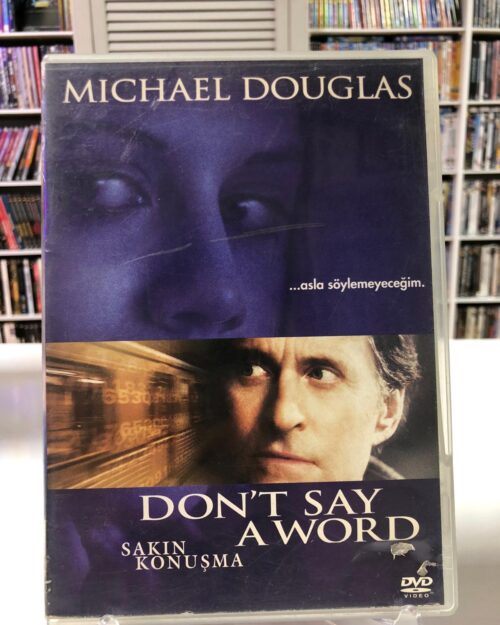 MICHAEL DOUGLAS
...asla söylemeyeceğim.
DON'T SAY
A WORD
SAKIN
KONUŞMA
DVD
VIDEO